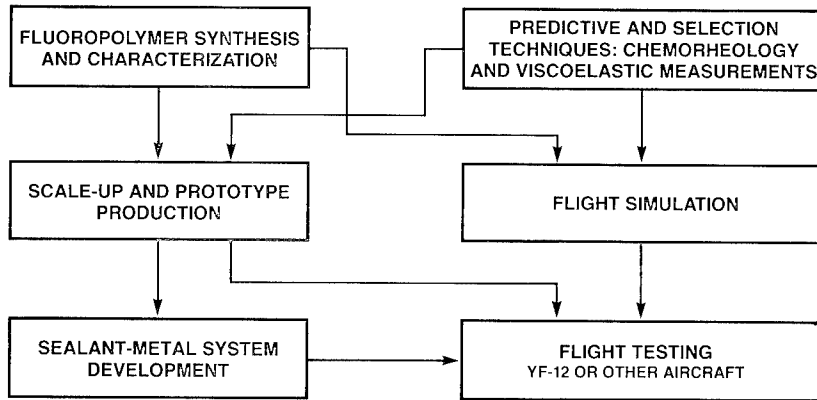 FLUOROPOLYMER SYNTHESIS
AND CHARACTERIZATION
PREDICTIVE AND SELECTION
TECHNIQUES: CHEMORHEOLOGY
AND VISCOELASTIC MEASUREMENTS
SCALE-UP AND PROTOTYPE
PRODUCTION
FLIGHT SIMULATION
SEALANT-METAL SYSTEM
DEVELOPMENT
FLIGHT TESTING
YF-12 OR OTHER AIRCRAFT